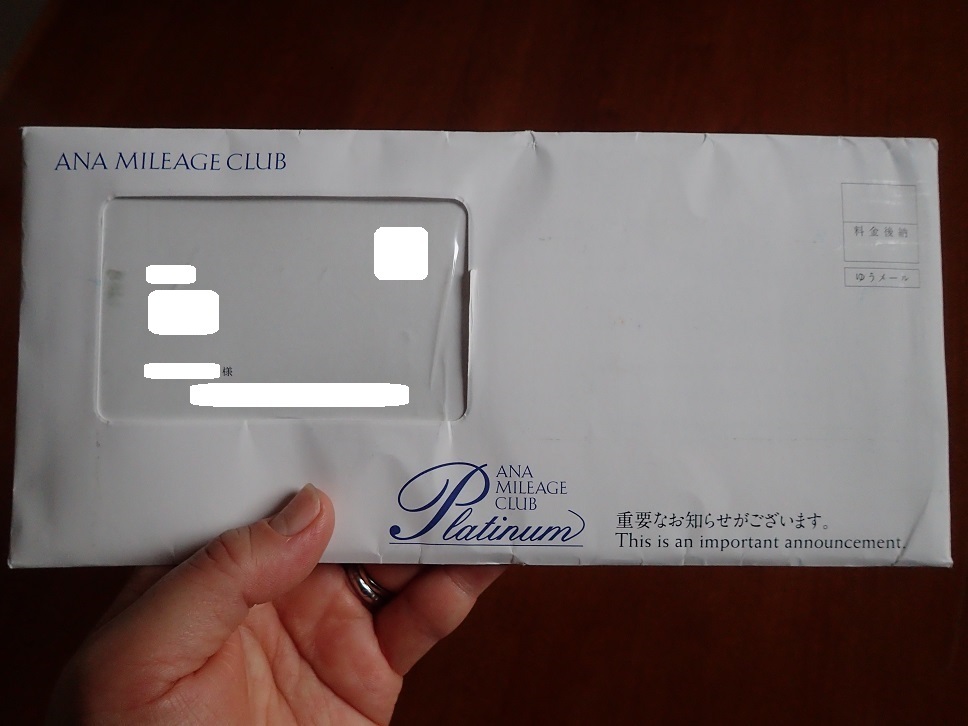 ANA MILEAGE CLUB
料金後納
ゆうメール
様
ANA
MILEAGE
CLUB
Platinum
重要なお知らせがございます。
This is an important announcement.